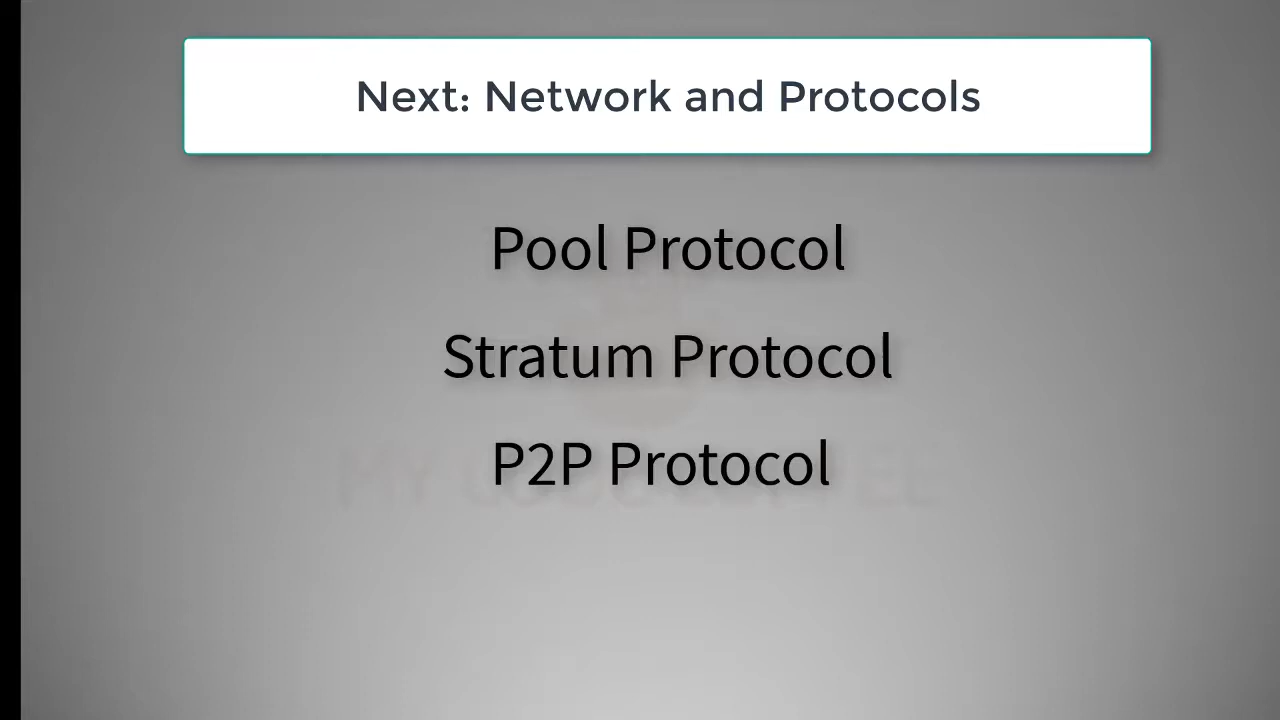 Next: Network and Protocols
Pool Protocol
Stratum Protocol
P2P Protocol